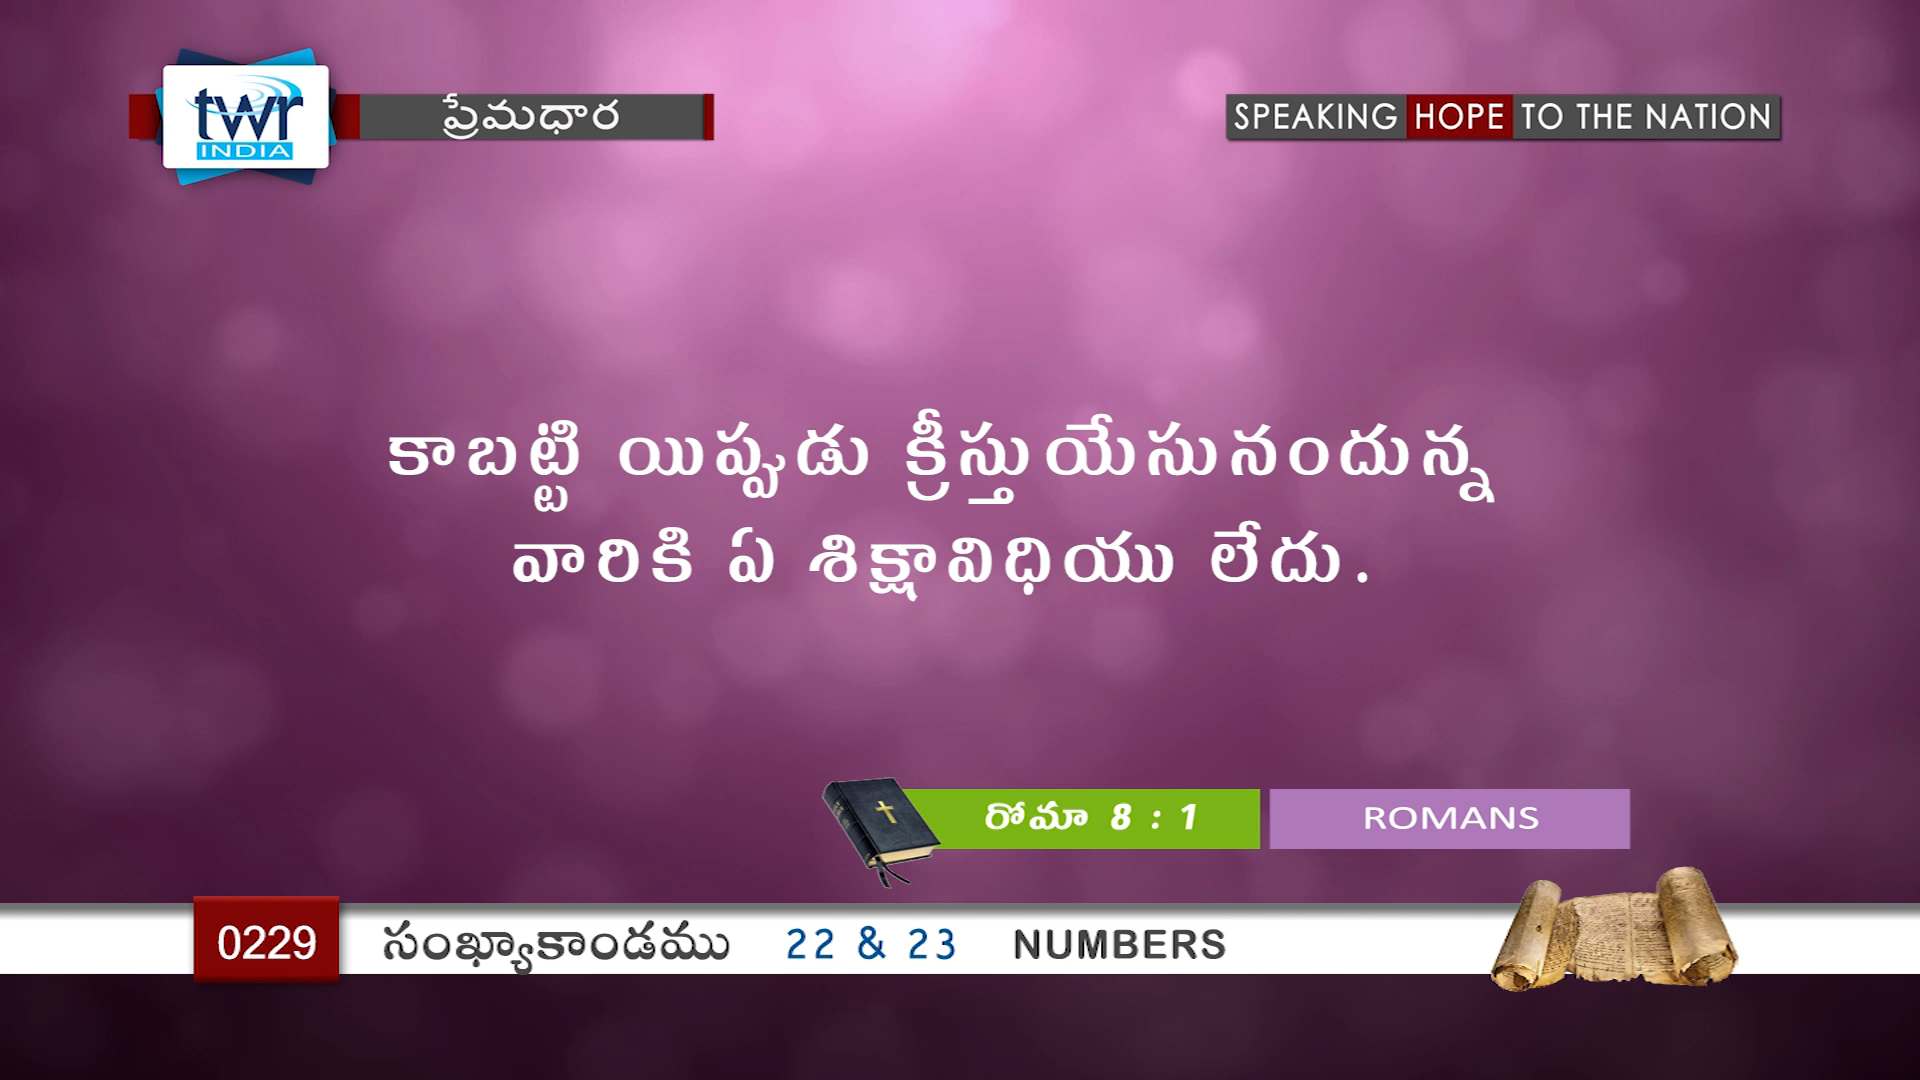 twr
INDIA
ప్రేమధార
SPEAKING HOPE TO THE NATION
కాబట్టి యిప్పుడు క్రీస్తుయేసునందున్న
వారికి ఏ శిక్షావిధియు లేదు.
రోమా 8 : 1
ROMANS
0229 సంఖ్యాకాండము 22 & 23 NUMBERS